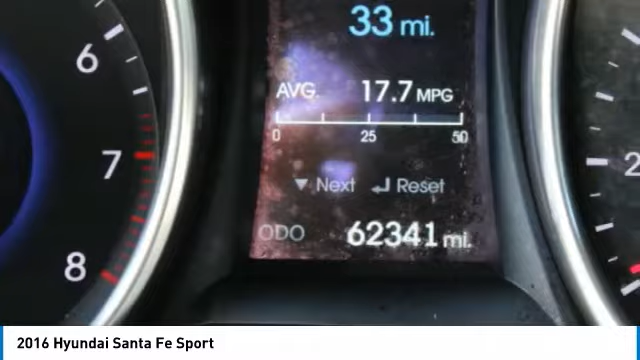 33 mi.
6
AVG. 17.7 MPG
0 25 50
7
2
▼ Next ↲ Reset
ODO 62341 mi.
8
2016 Hyundai Santa Fe Sport